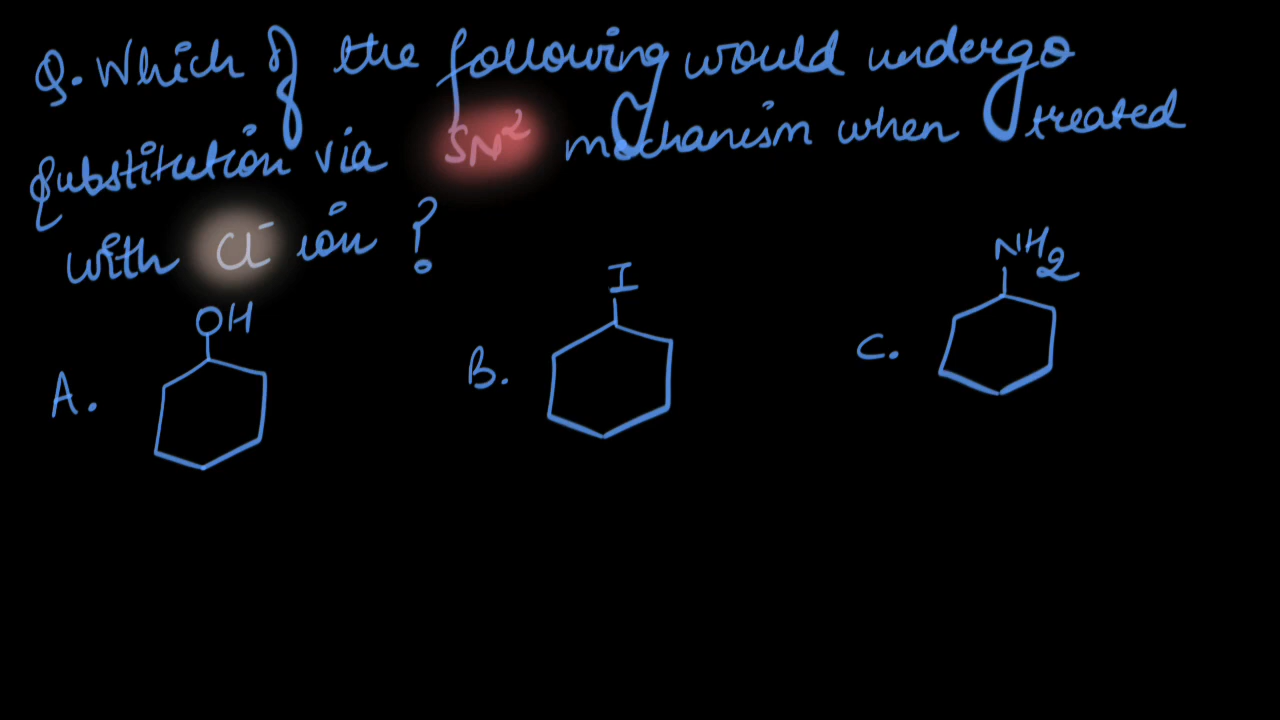 Q. Which of the following would undergo
substitution via SN² mechanism when treated
with Cl⁻ ion ?
OH
I
NH₂
A.
B.
C.